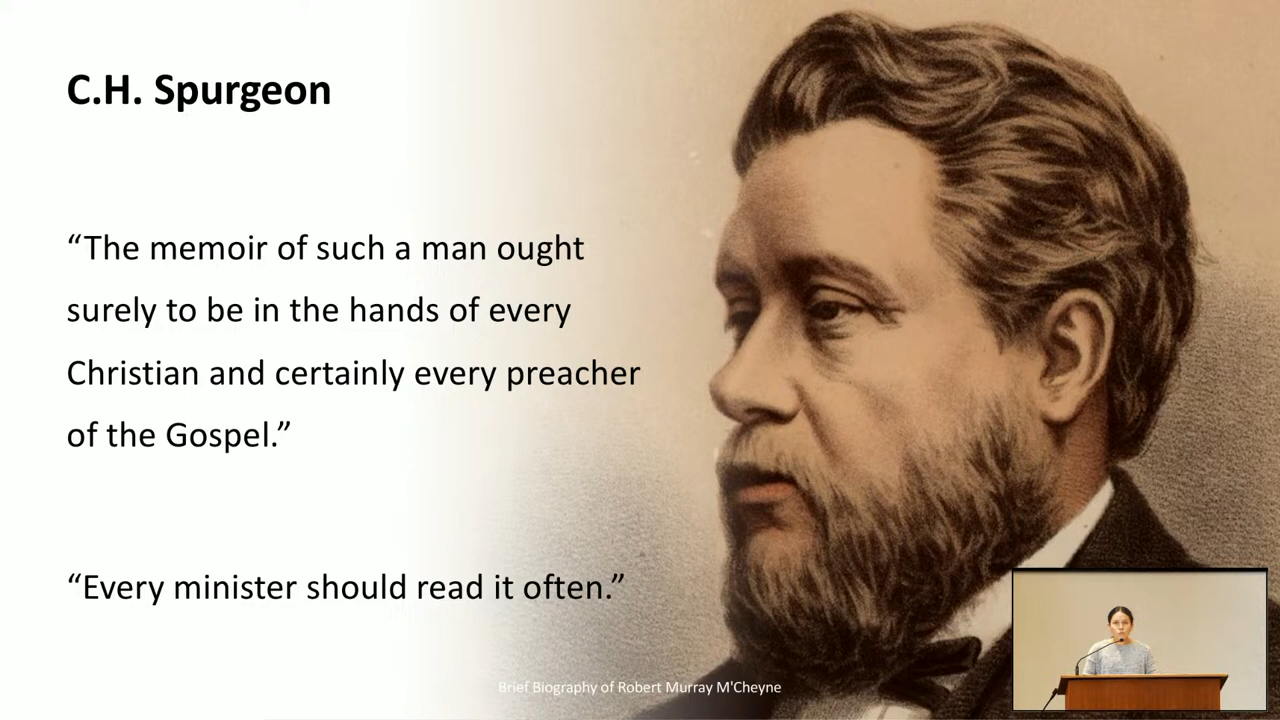 C.H. Spurgeon
“The memoir of such a man ought
surely to be in the hands of every
Christian and certainly every preacher
of the Gospel.”
“Every minister should read it often.”
Brief Biography of Robert Murray M'Cheyne